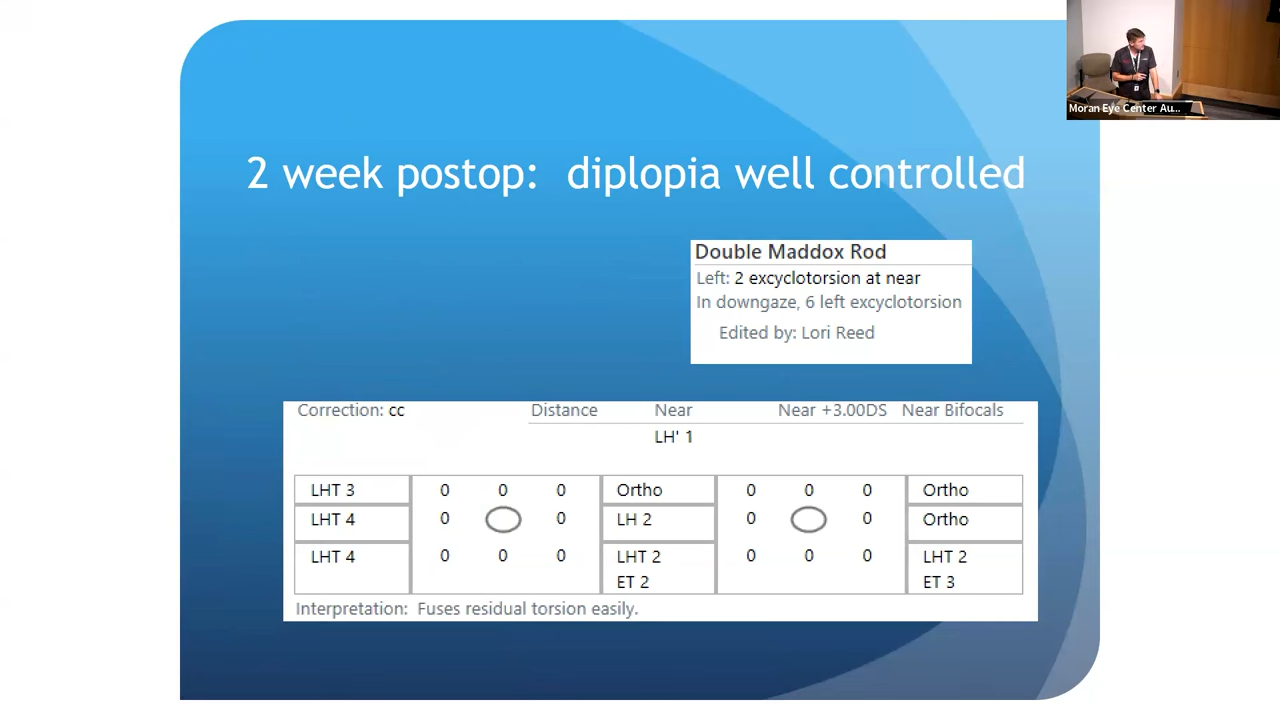 Moran Eye Center Au...
2 week postop: diplopia well controlled
Double Maddox Rod
Left: 2 excyclotorsion at near
In downgaze, 6 left excyclotorsion
Edited by: Lori Reed
Correction: cc Distance Near Near +3.00DS Near Bifocals
LH' 1
LHT 3 0 0 0 Ortho 0 0 0 Ortho
LHT 4 0 0 LH 2 0 0 Ortho
LHT 4 0 0 0 LHT 2 0 0 0 LHT 2
ET 2 ET 3
Interpretation: Fuses residual torsion easily.